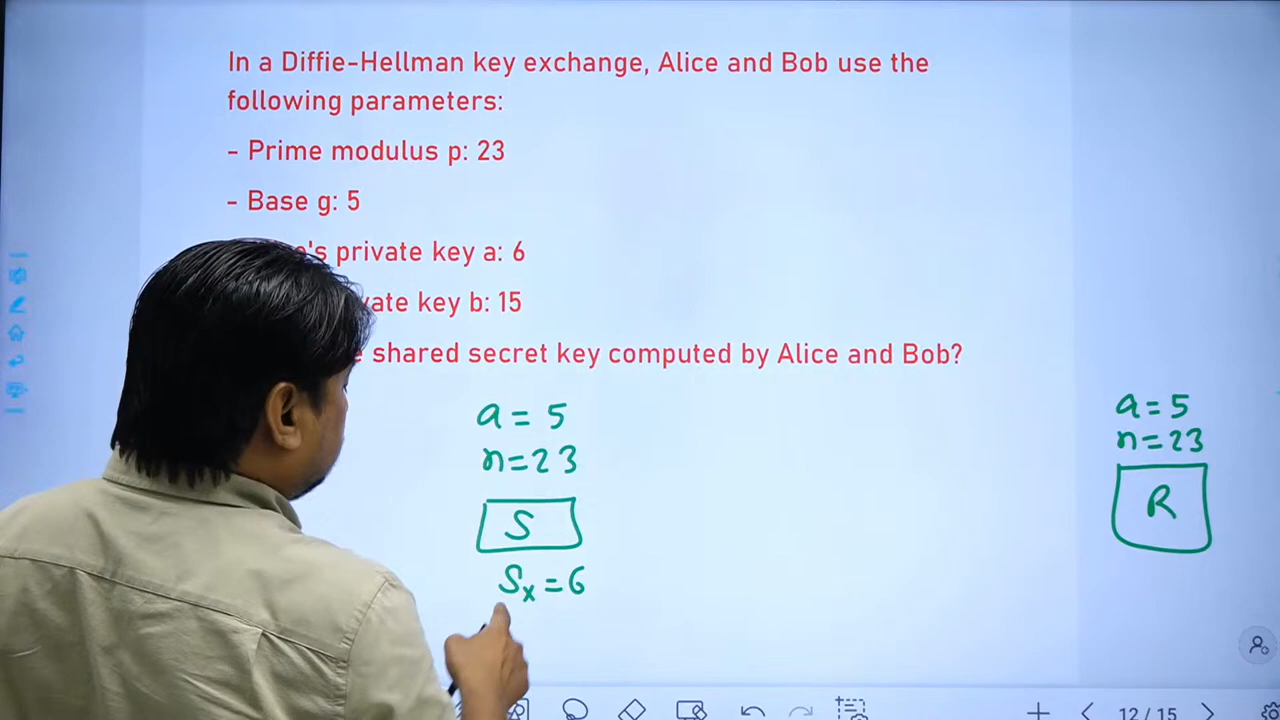 In a Diffie-Hellman key exchange, Alice and Bob use the
following parameters:
- Prime modulus p: 23
- Base g: 5
's private key a: 6
key b: 15
shared secret key computed by Alice and Bob?
a = 5
n=23
S
Sx = 6
a = 5
n=23
R
12 / 15